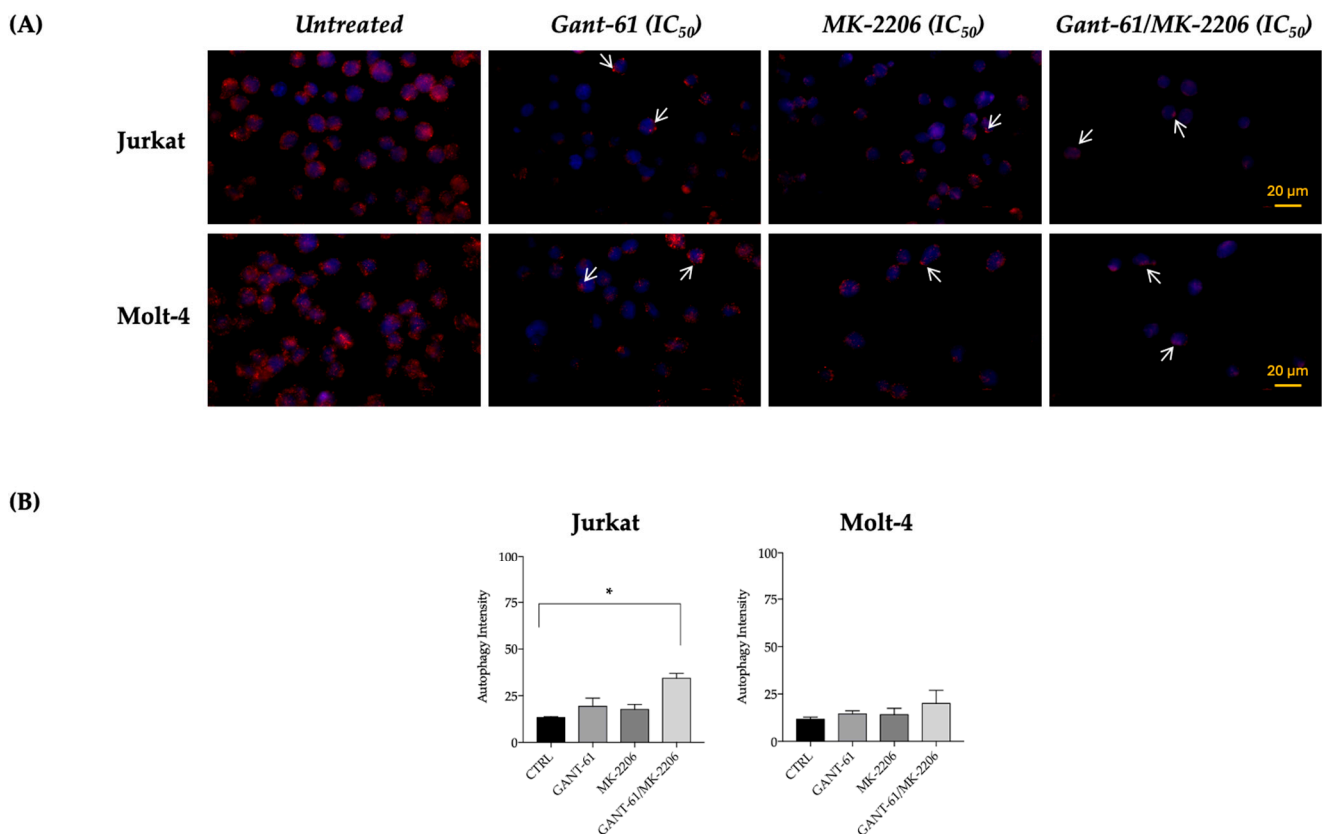 (A)
Untreated
Gant-61 (IC50)
MK-2206 (IC50)
Gant-61/MK-2206 (IC50)
Jurkat
20 µm
Molt-4
20 µm
(B)
Jurkat
Molt-4
100
75
50
25
0
Autophagy Intensity
*
CTRL
GANT-61
MK-2206
GANT-61/MK-2206
100
75
50
25
0
Autophagy Intensity
CTRL
GANT-61
MK-2206
GANT-61/MK-2206